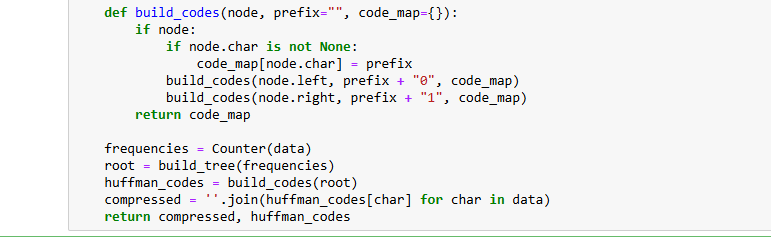 def build_codes(node, prefix="", code_map={}):
    if node:
        if node.char is not None:
            code_map[node.char] = prefix
        build_codes(node.left, prefix + "0", code_map)
        build_codes(node.right, prefix + "1", code_map)
    return code_map

frequencies = Counter(data)
root = build_tree(frequencies)
huffman_codes = build_codes(root)
compressed = ''.join(huffman_codes[char] for char in data)
return compressed, huffman_codes